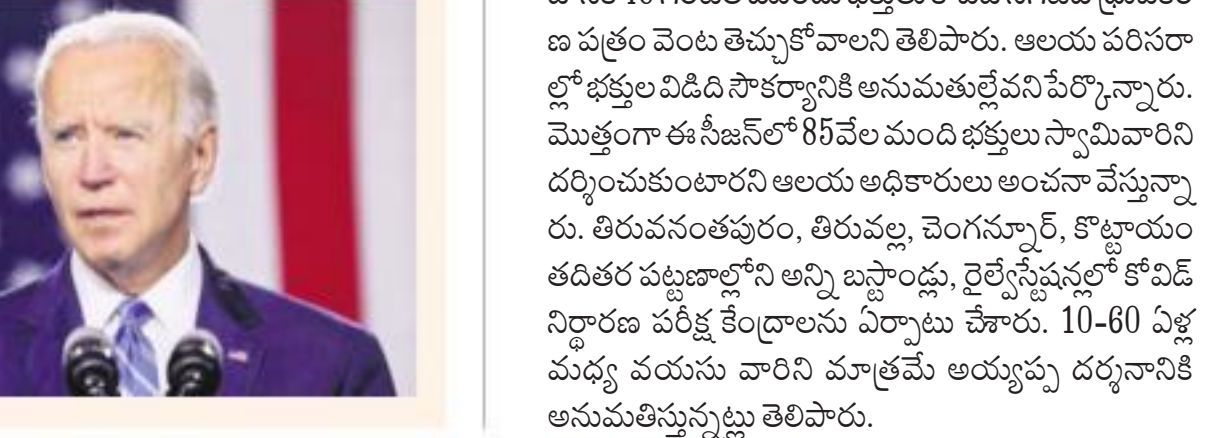 ణ పత్రం వెంట తెచ్చుకోవాలని తెలిపారు. ఆలయ పరిసరా
ల్లో భక్తుల విడిది సౌకర్యానికి అనుమతుల్లేవని పేర్కొన్నారు.
మొత్తంగా ఈ సీజన్‌లో 85వేల మంది భక్తులు స్వామివారిని
దర్శించుకుంటారని ఆలయ అధికారులు అంచనా వేస్తున్నా
రు. తిరువనంతపురం, తిరువల్ల, చెంగన్నూర్, కొట్టాయం
తదితర పట్టణాల్లోని అన్ని బస్టాండ్లు, రైల్వేస్టేషన్లలో కోవిడ్
నిర్ధారణ పరీక్ష కేంద్రాలను ఏర్పాటు చేశారు. 10-60 ఏళ్ల
మధ్య వయసు వారిని మాత్రమే అయ్యప్ప దర్శనానికి
అనుమతిస్తున్నట్లు తెలిపారు.